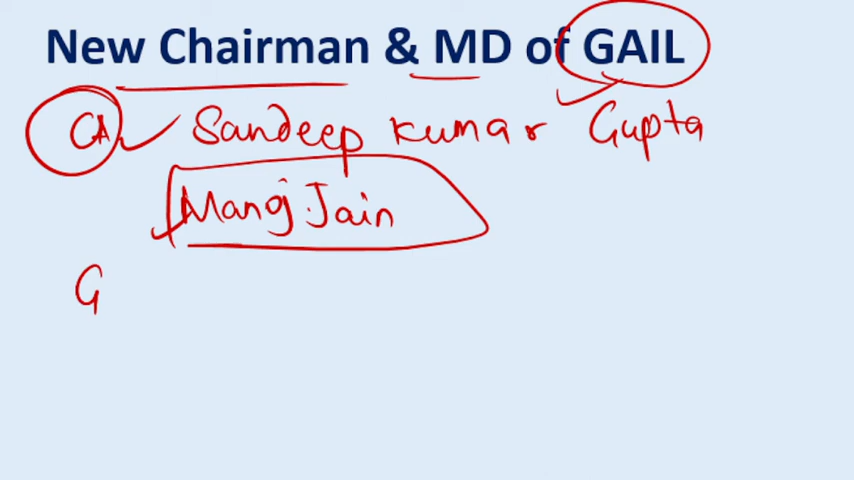 New Chairman & MD of GAIL
CA Sandeep Kumar Gupta
Manoj Jain
G